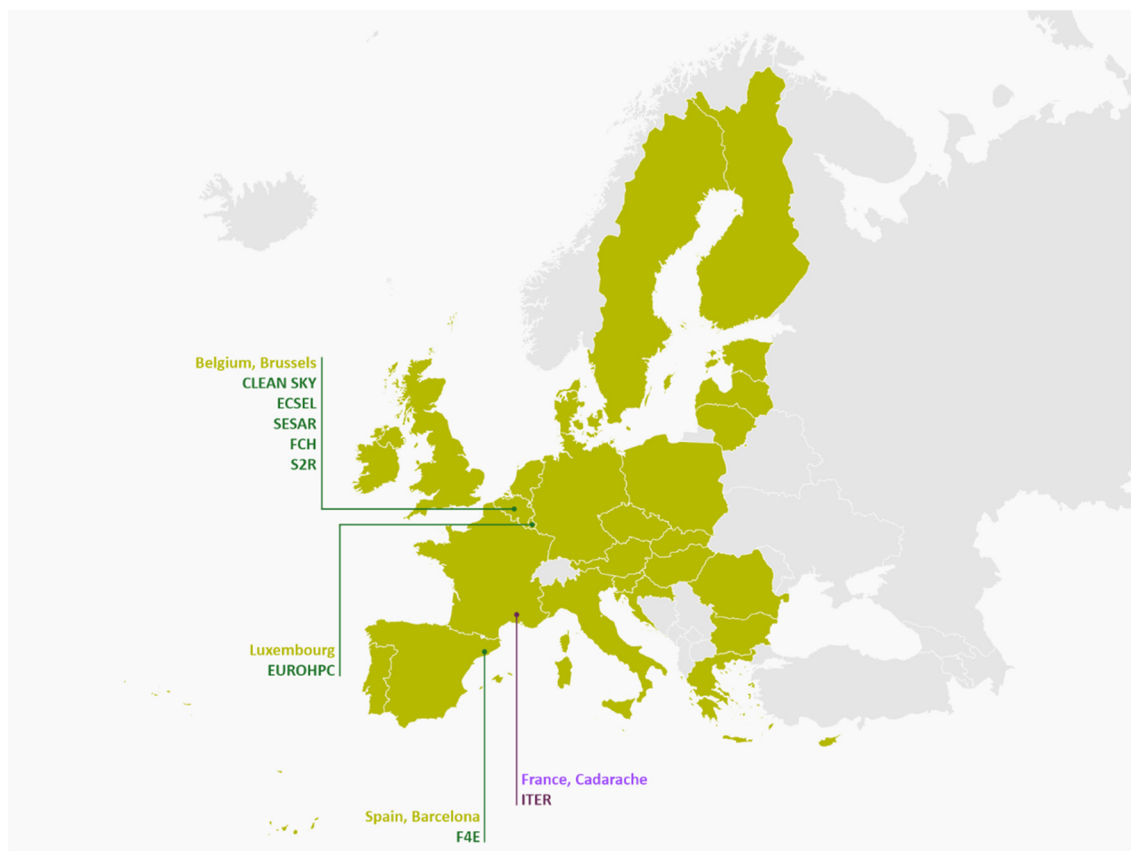 Belgium, Brussels
CLEAN SKY
ECSEL
SESAR
FCH
S2R
Luxembourg
EUROHPC
France, Cadarache
ITER
Spain, Barcelona
F4E